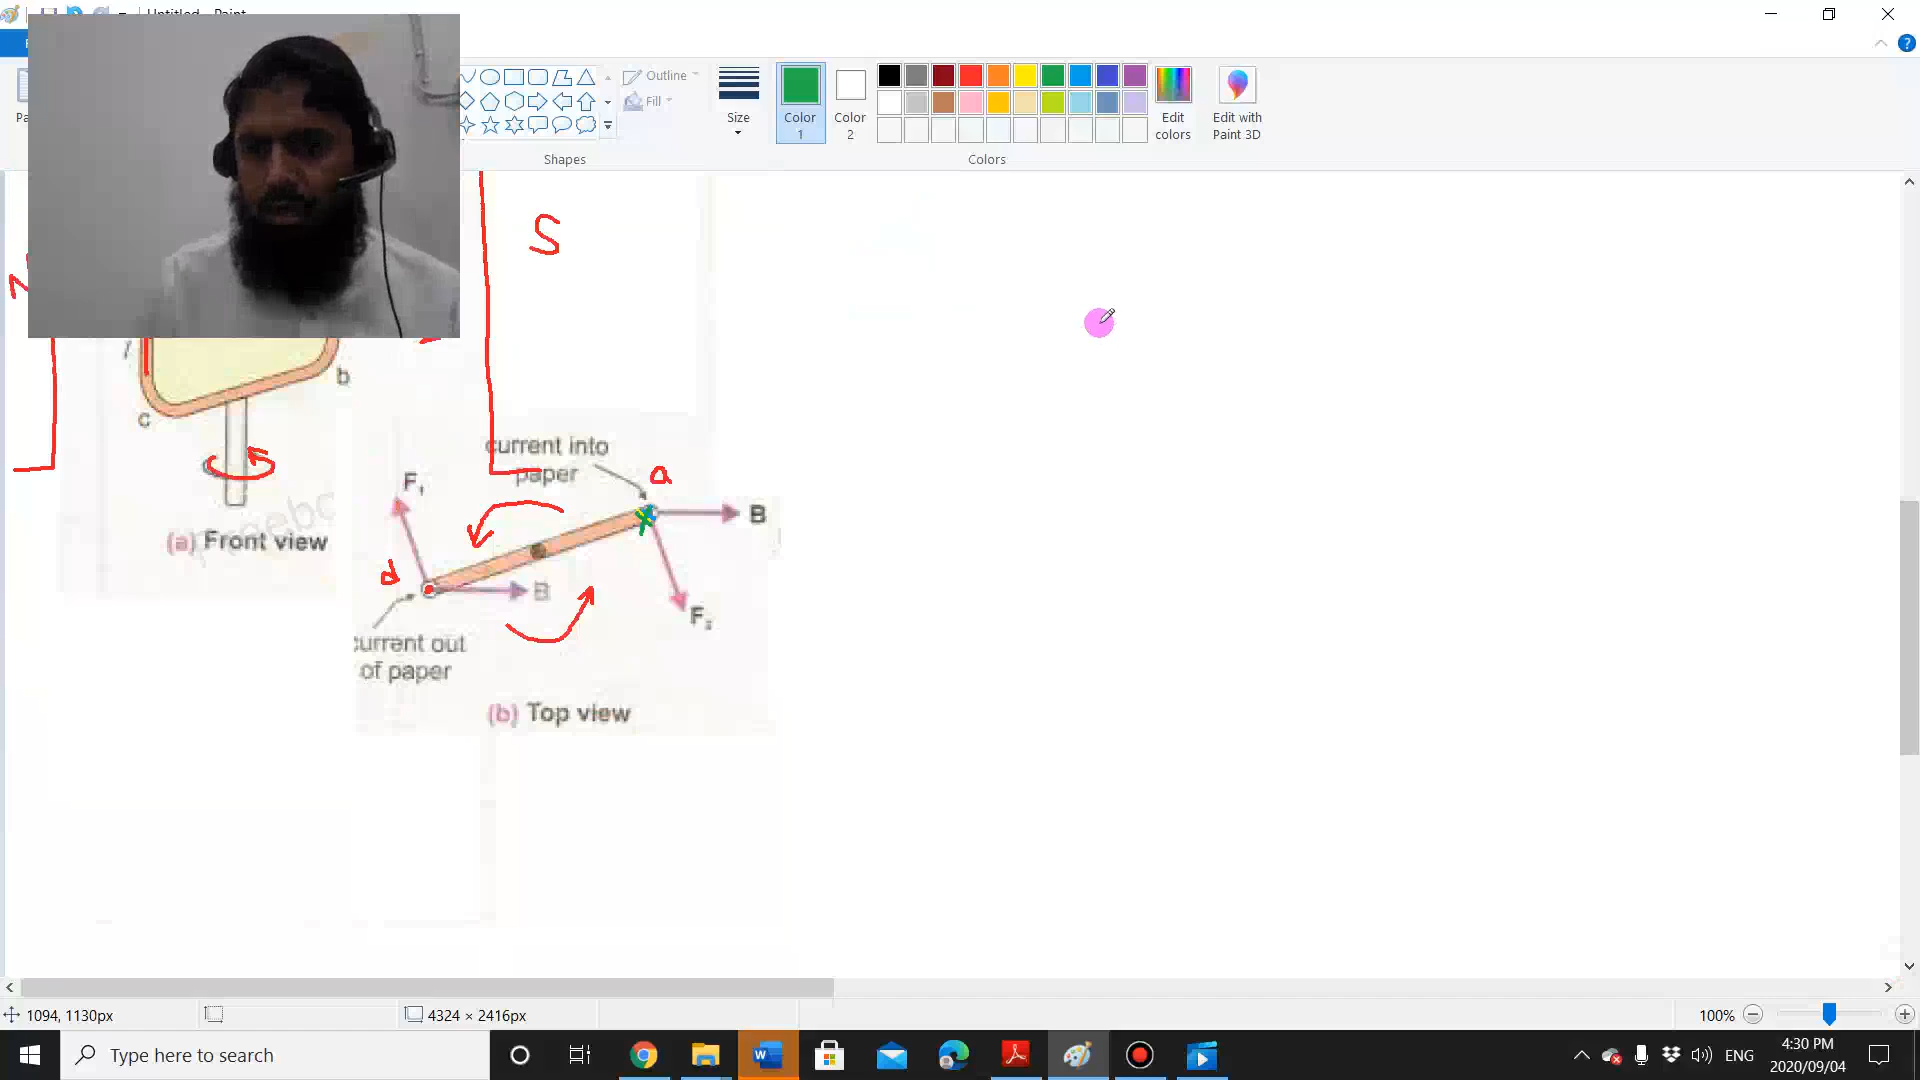 Untitled - Paint
Outline
Fill
Size
Color
1
Color
2
Edit
colors
Edit with
Paint 3D
Shapes
Colors
S
l
b
c
(a) Front view
current into
paper
a
F₁
B
d
B
F₂
current out
of paper
(b) Top view
1094, 1130px
4324 × 2416px
100%
Type here to search
ENG
4:30 PM
2020/09/04